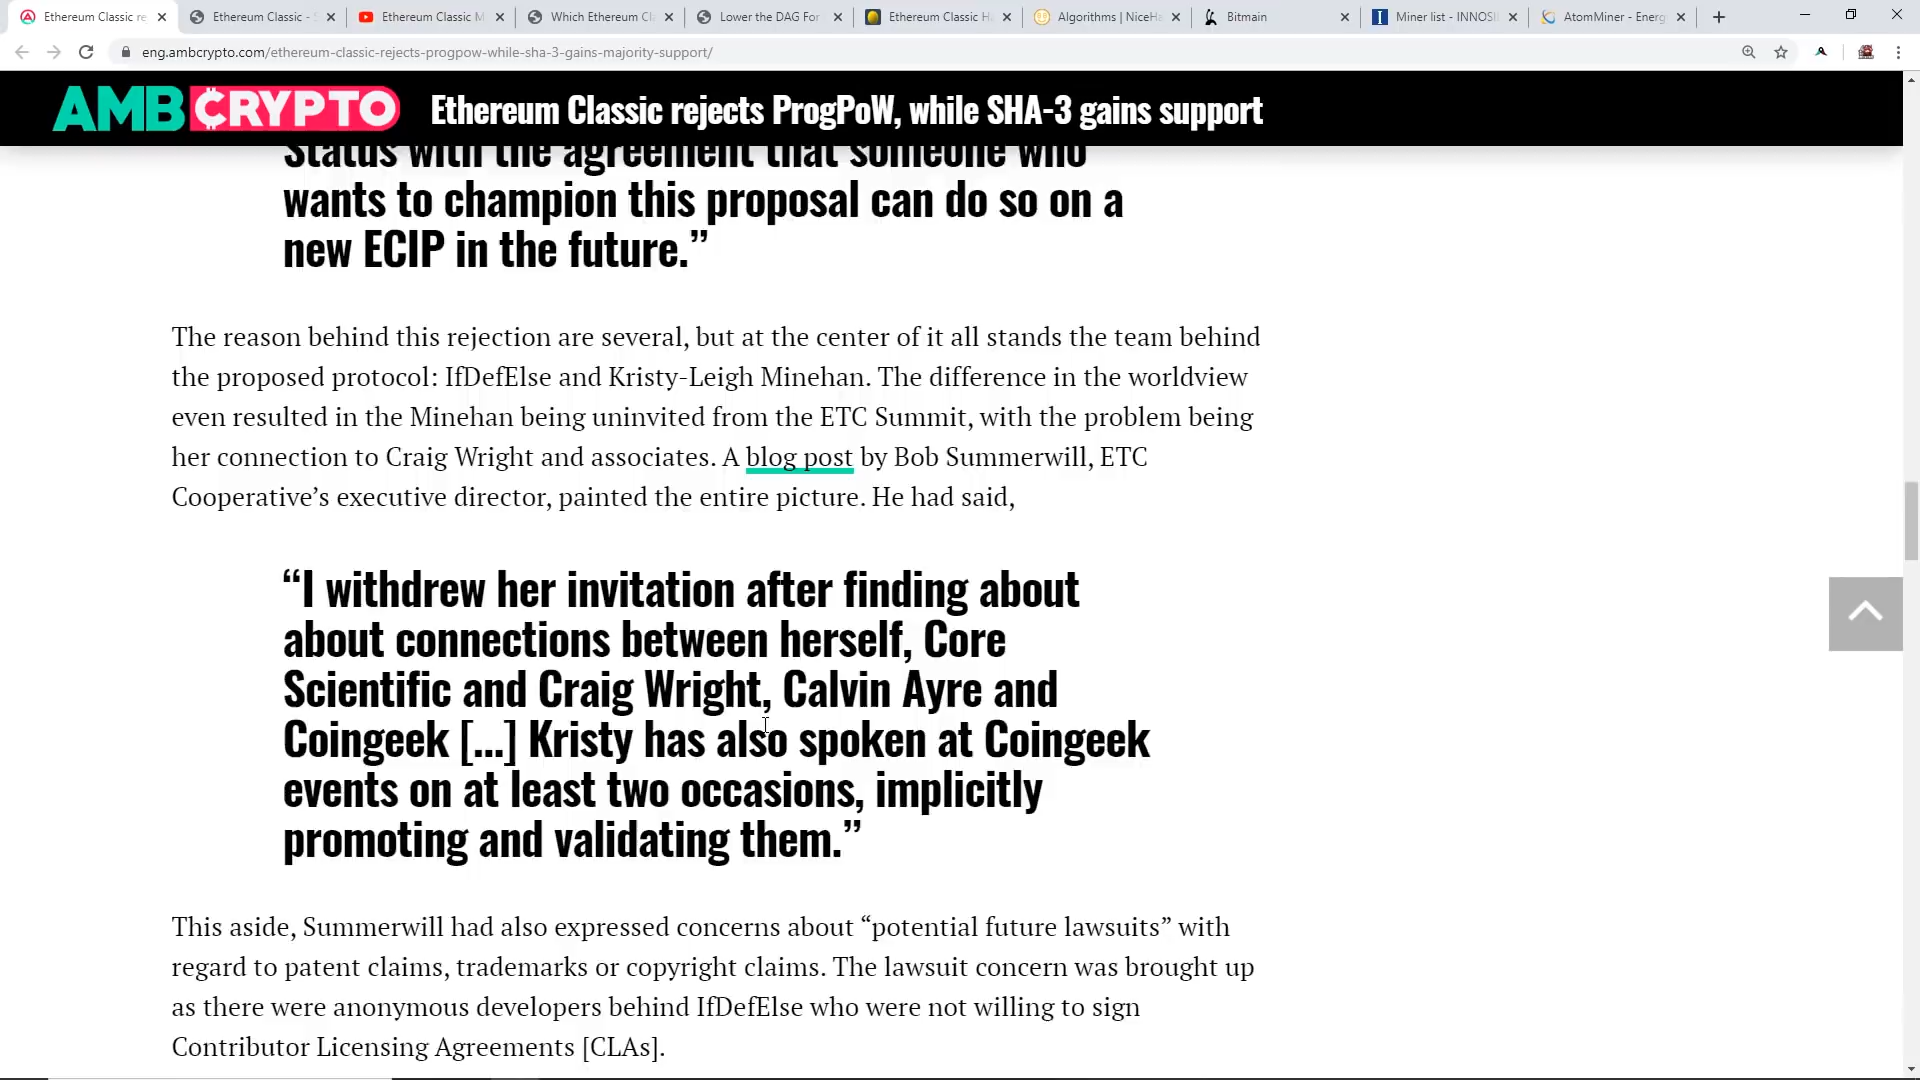 Ethereum Classic re
Ethereum Classic - S
Ethereum Classic M
Which Ethereum Cl
Lower the DAG For
Ethereum Classic H
Algorithms | NiceHa
Bitmain
Miner list - INNOSI
AtomMiner - Energ
eng.ambcrypto.com/ethereum-classic-rejects-progpow-while-sha-3-gains-majority-support/
AMBCRYPTO
Ethereum Classic rejects ProgPoW, while SHA-3 gains support
Status with the agreement that someone who
wants to champion this proposal can do so on a
new ECIP in the future.”
The reason behind this rejection are several, but at the center of it all stands the team behind
the proposed protocol: IfDefElse and Kristy-Leigh Minehan. The difference in the worldview
even resulted in the Minehan being uninvited from the ETC Summit, with the problem being
her connection to Craig Wright and associates. A blog post by Bob Summerwill, ETC
Cooperative’s executive director, painted the entire picture. He had said,
“I withdrew her invitation after finding about
about connections between herself, Core
Scientific and Craig Wright, Calvin Ayre and
Coingeek [...] Kristy has also spoken at Coingeek
events on at least two occasions, implicitly
promoting and validating them.”
This aside, Summerwill had also expressed concerns about “potential future lawsuits” with
regard to patent claims, trademarks or copyright claims. The lawsuit concern was brought up
as there were anonymous developers behind IfDefElse who were not willing to sign
Contributor Licensing Agreements [CLAs].